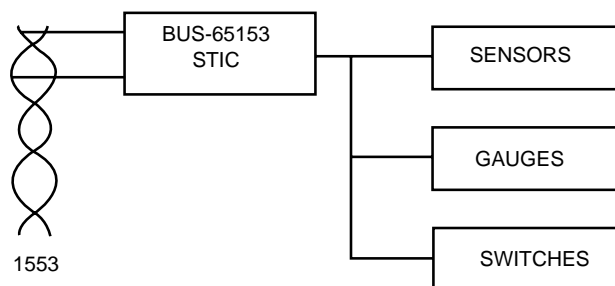 BUS-65153
STIC
SENSORS
GAUGES
SWITCHES
1553